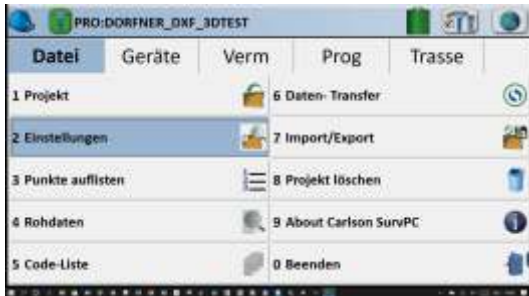 PRO:DORFNER_DXF_3DTEST
Datei Geräte Verm Prog Trasse
1 Projekt
2 Einstellungen
3 Punkte auflisten
4 Rohdaten
5 Code-Liste
6 Daten- Transfer
7 Import/Export
8 Projekt löschen
9 About Carlson SurvPC
0 Beenden